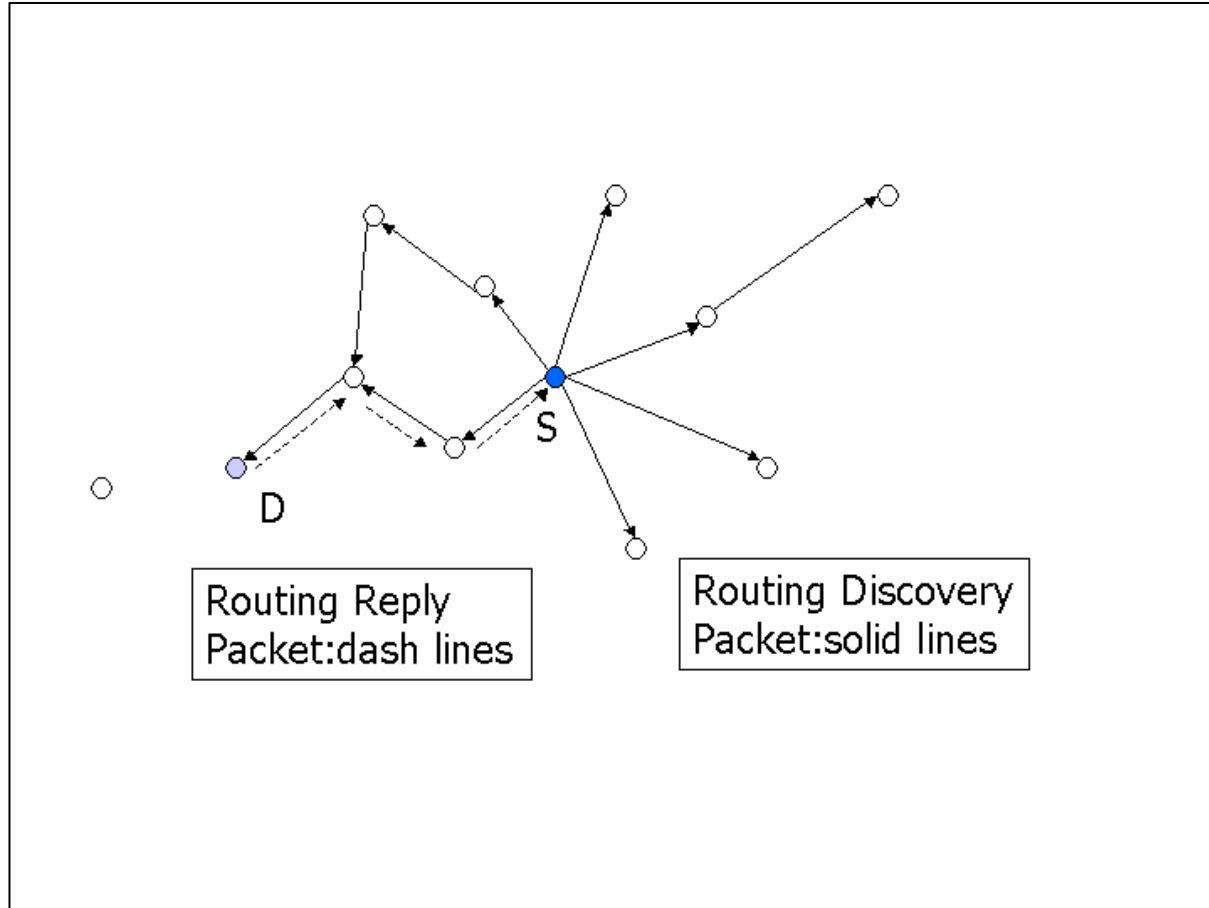 S
D
Routing Reply
Packet:dash lines
Routing Discovery
Packet:solid lines